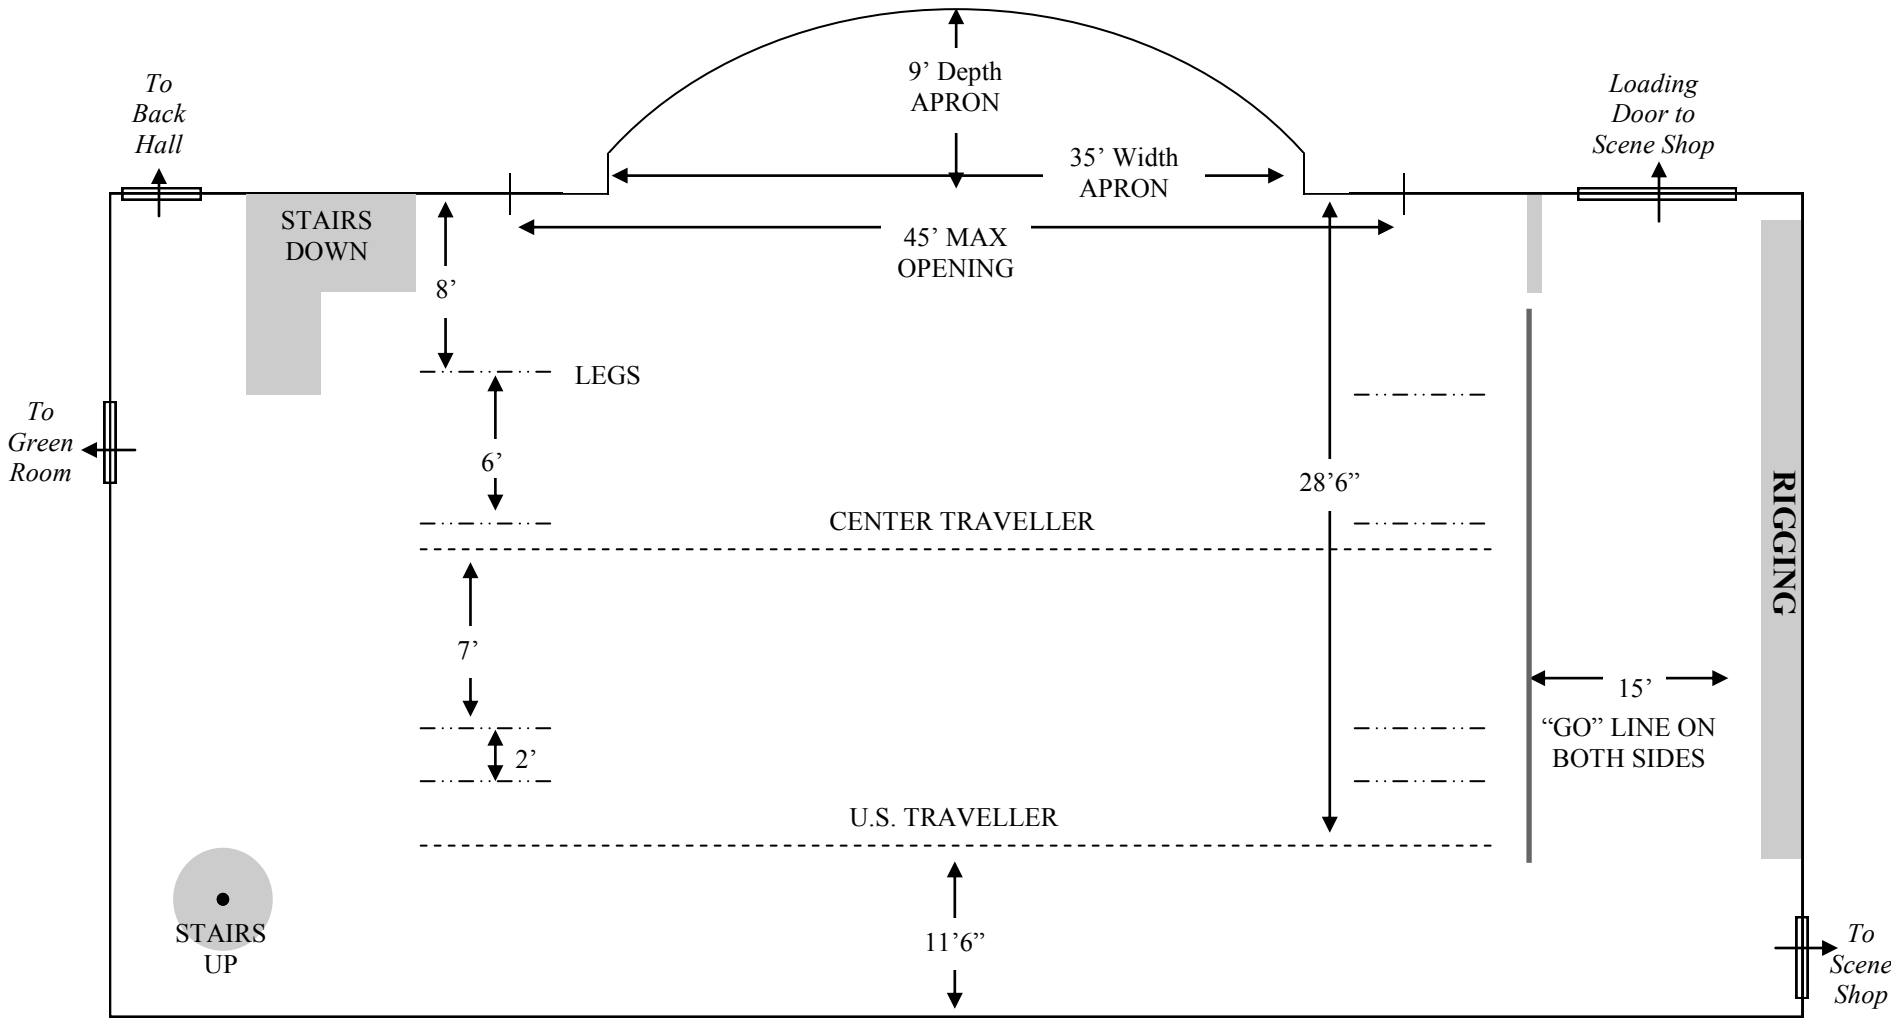 9’ Depth
APRON
To
Back
Hall
Loading
Door to
Scene Shop
35’ Width
APRON
STAIRS
DOWN
45’ MAX
OPENING
8’
LEGS
To
Green
Room
6’
28’6”
CENTER TRAVELLER
RIGGING
7’
15’
“GO” LINE ON
BOTH SIDES
2’
U.S. TRAVELLER
STAIRS
UP
11’6”
To
Scene
Shop